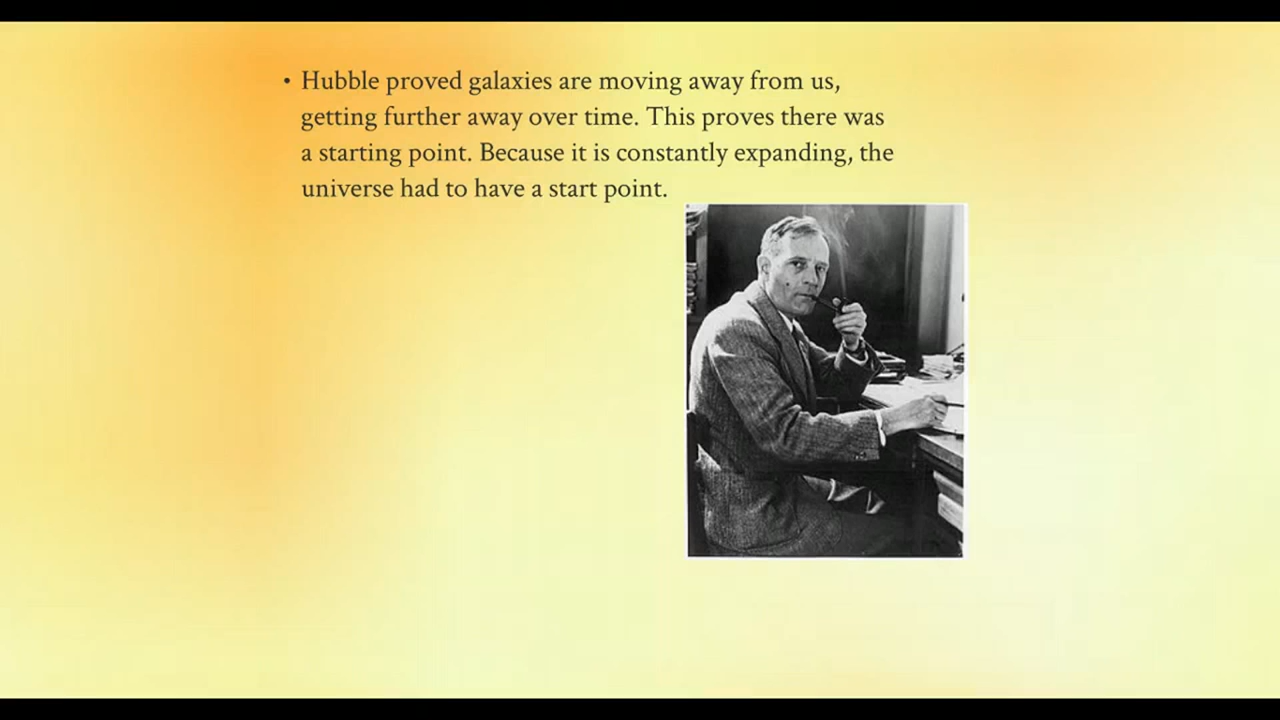 • Hubble proved galaxies are moving away from us,
getting further away over time. This proves there was
a starting point. Because it is constantly expanding, the
universe had to have a start point.